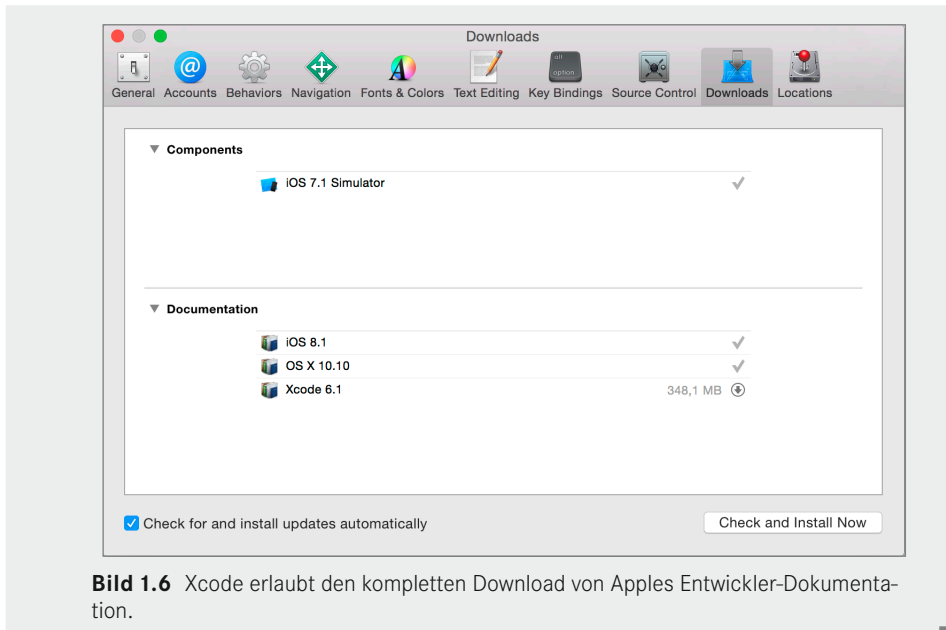 Downloads
all
option
General Accounts Behaviors Navigation Fonts & Colors Text Editing Key Bindings Source Control Downloads Locations
Components
iOS 7.1 Simulator
Documentation
iOS 8.1
OS X 10.10
Xcode 6.1 348,1 MB
Check for and install updates automatically Check and Install Now
Bild 1.6 Xcode erlaubt den kompletten Download von Apples Entwickler-Dokumenta-
tion.